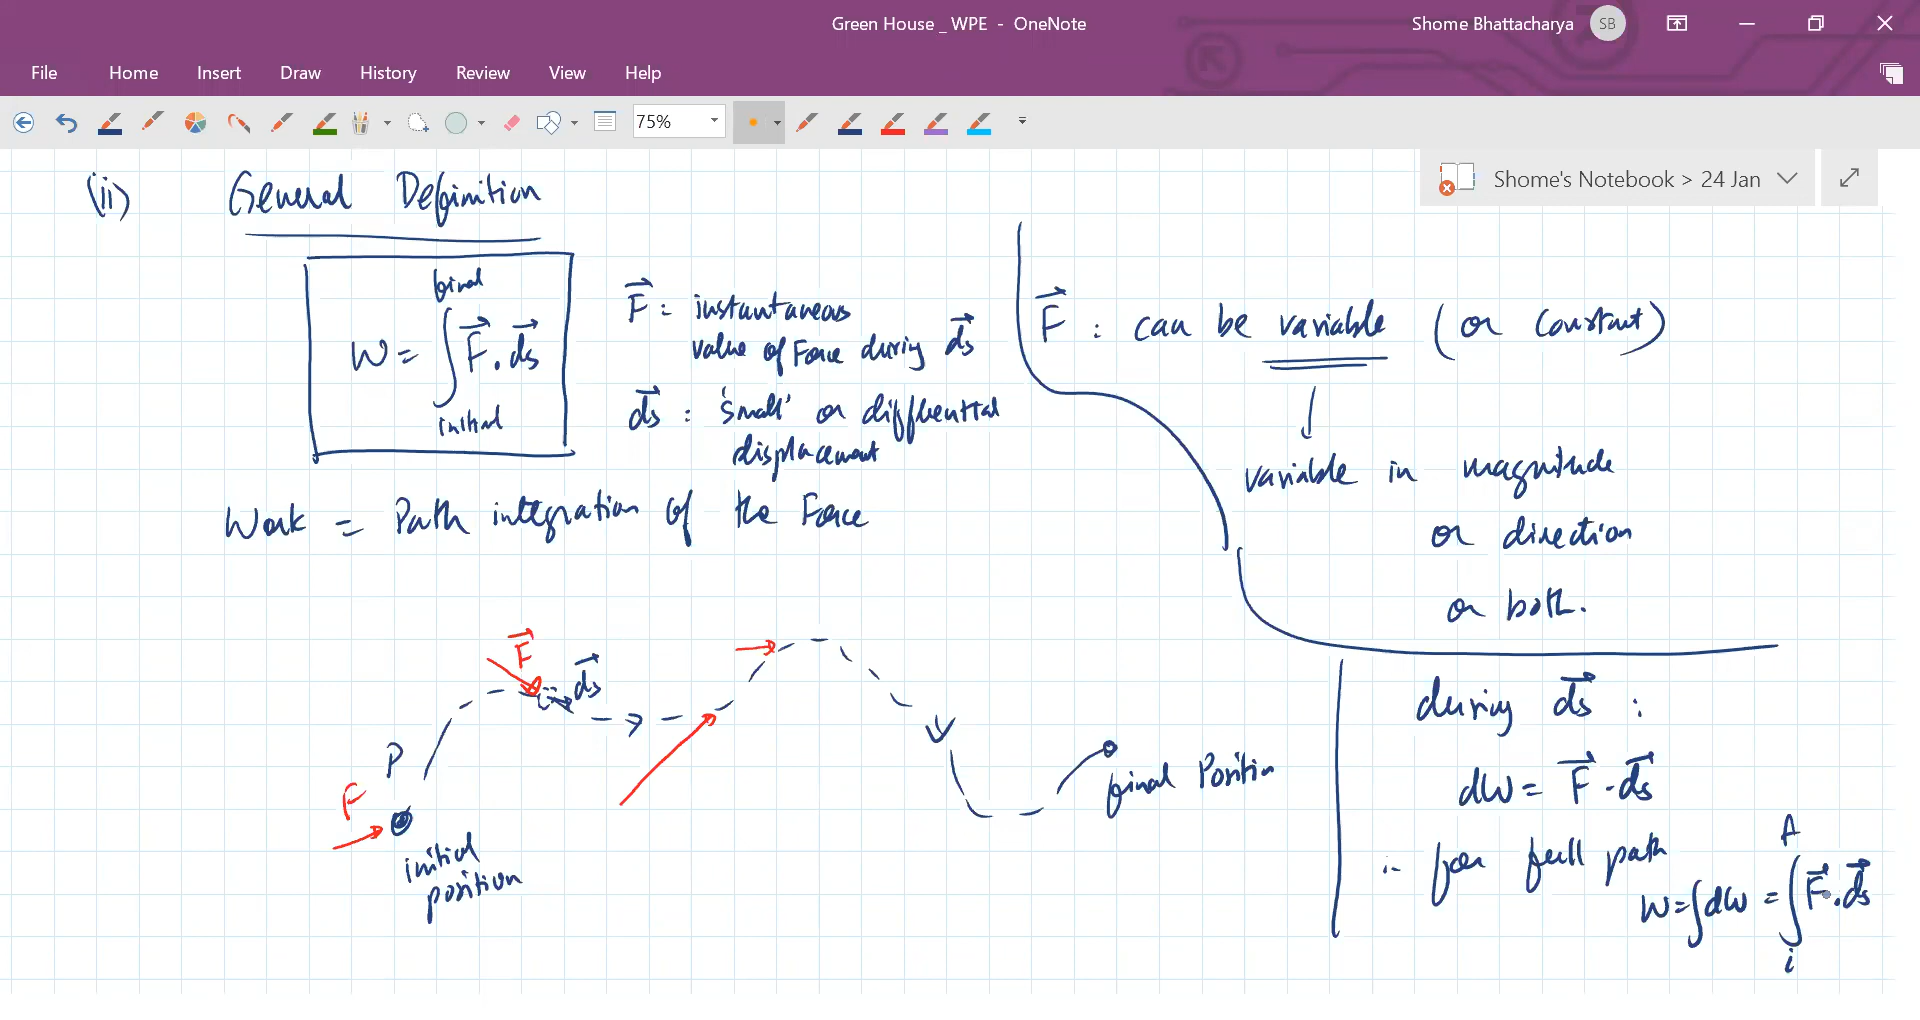 Green House _ WPE - OneNote
Shome Bhattacharya
SB
File Home Insert Draw History Review View Help
75%
Shome's Notebook > 24 Jan
(ii) General Definition
W = ∫ F⃗ . ds⃗
final
initial
F⃗ : instantaneous
value of Force during ds⃗
ds⃗ : 'small' or differential
displacement
Work = Path integration of the Force
F⃗ : can be variable (or constant)
variable in magnitude
or direction
or both.
F⃗
ds⃗
P
F
initial
position
final Position
during ds⃗ :
dW = F⃗ . ds⃗
for full path
W = ∫dW = ∫ F⃗ . ds⃗
i